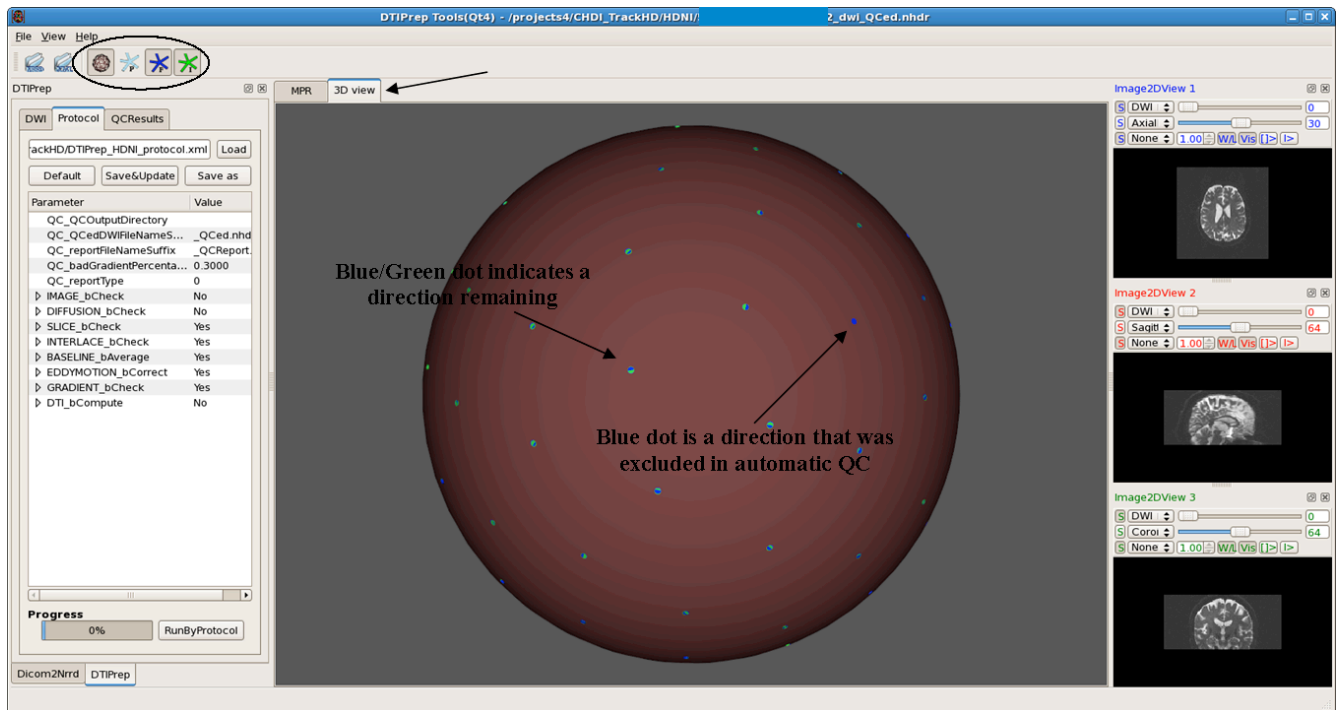 DTIPrep Tools(Qt4) - /projects4/CHDI_TrackHD/HDNI/ 2_dwi_QCed.nhdr
File View Help
DTIPrep
MPR
3D view
DWI Protocol QCResults
rackHD/DTIPrep_HDNI_protocol.xml Load
Default Save&Update Save as
Parameter Value
QC_QCOutputDirectory
QC_QCedDWIFileNameS... _QCed.nhd
QC_reportFileNameSuffix _QCReport.
QC_badGradientPercenta... 0.3000
QC_reportType 0
IMAGE_bCheck No
DIFFUSION_bCheck No
SLICE_bCheck Yes
INTERLACE_bCheck Yes
BASELINE_bAverage Yes
EDDYMOTION_bCorrect Yes
GRADIENT_bCheck Yes
DTI_bCompute No
Progress
0% RunByProtocol
Dicom2Nrrd DTIPrep
Blue/Green dot indicates a
direction remaining
Blue dot is a direction that was
excluded in automatic QC
Image2DView 1
S DWI 0
S Axial 30
S None 1.00 W/L Vis []> I>
Image2DView 2
S DWI 0
S Sagitt 64
S None 1.00 W/L Vis []> I>
Image2DView 3
S DWI 0
S Coroi 64
S None 1.00 W/L Vis []> I>